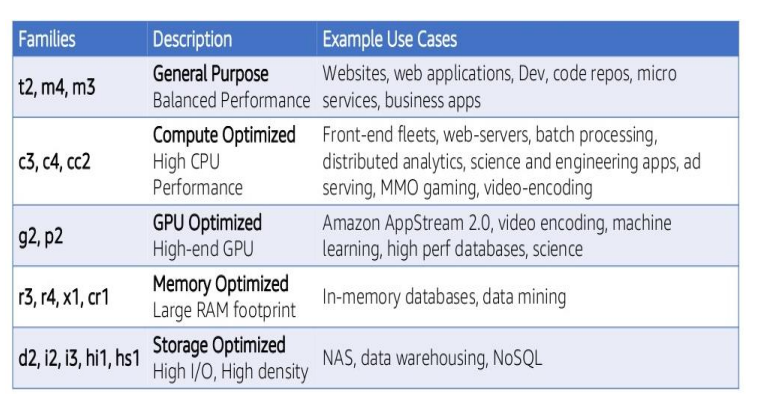 Families Description Example Use Cases
t2, m4, m3
General Purpose
Balanced Performance
Websites, web applications, Dev, code repos, micro
services, business apps
c3, c4, cc2
Compute Optimized
High CPU
Performance
Front-end fleets, web-servers, batch processing,
distributed analytics, science and engineering apps, ad
serving, MMO gaming, video-encoding
g2, p2
GPU Optimized
High-end GPU
Amazon AppStream 2.0, video encoding, machine
learning, high perf databases, science
r3, r4, x1, cr1
Memory Optimized
Large RAM footprint
In-memory databases, data mining
d2, i2, i3, hi1, hs1
Storage Optimized
High I/O, High density
NAS, data warehousing, NoSQL